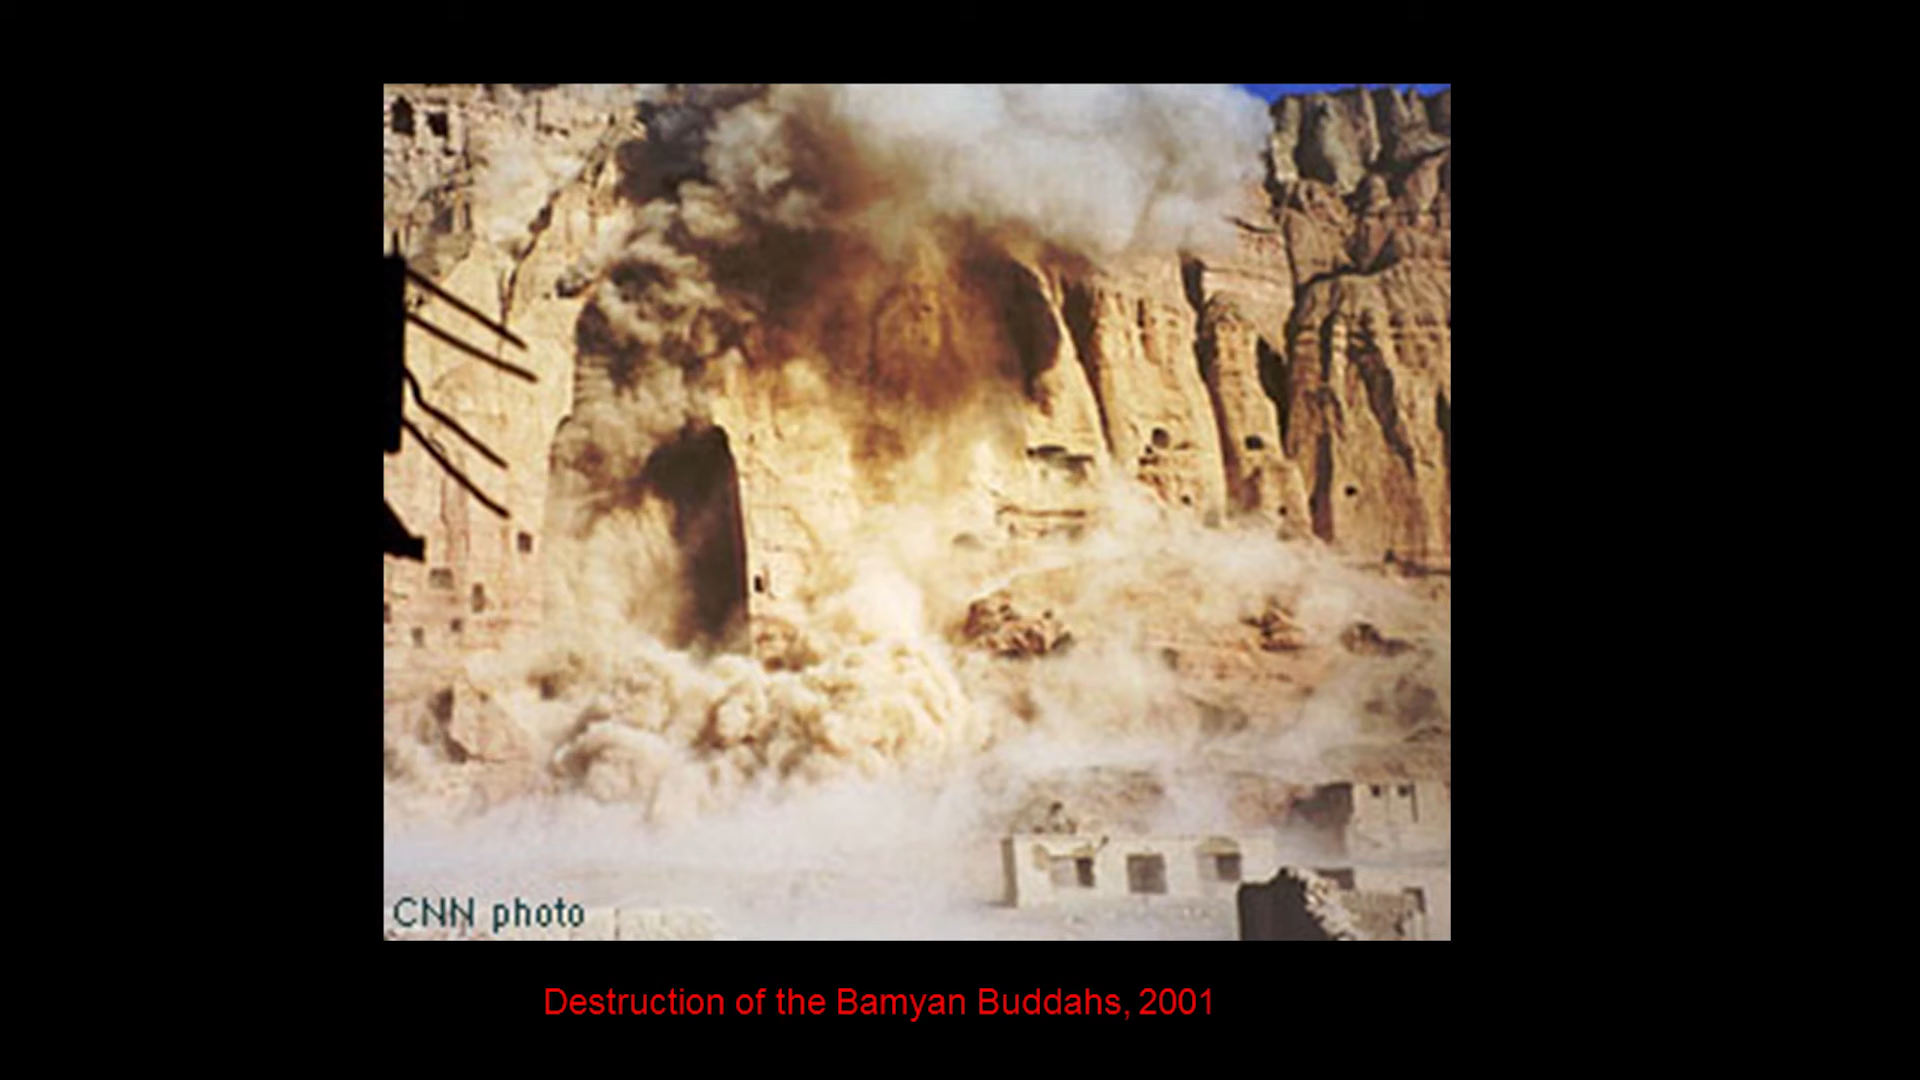 CNN photo
Destruction of the Bamyan Buddahs, 2001